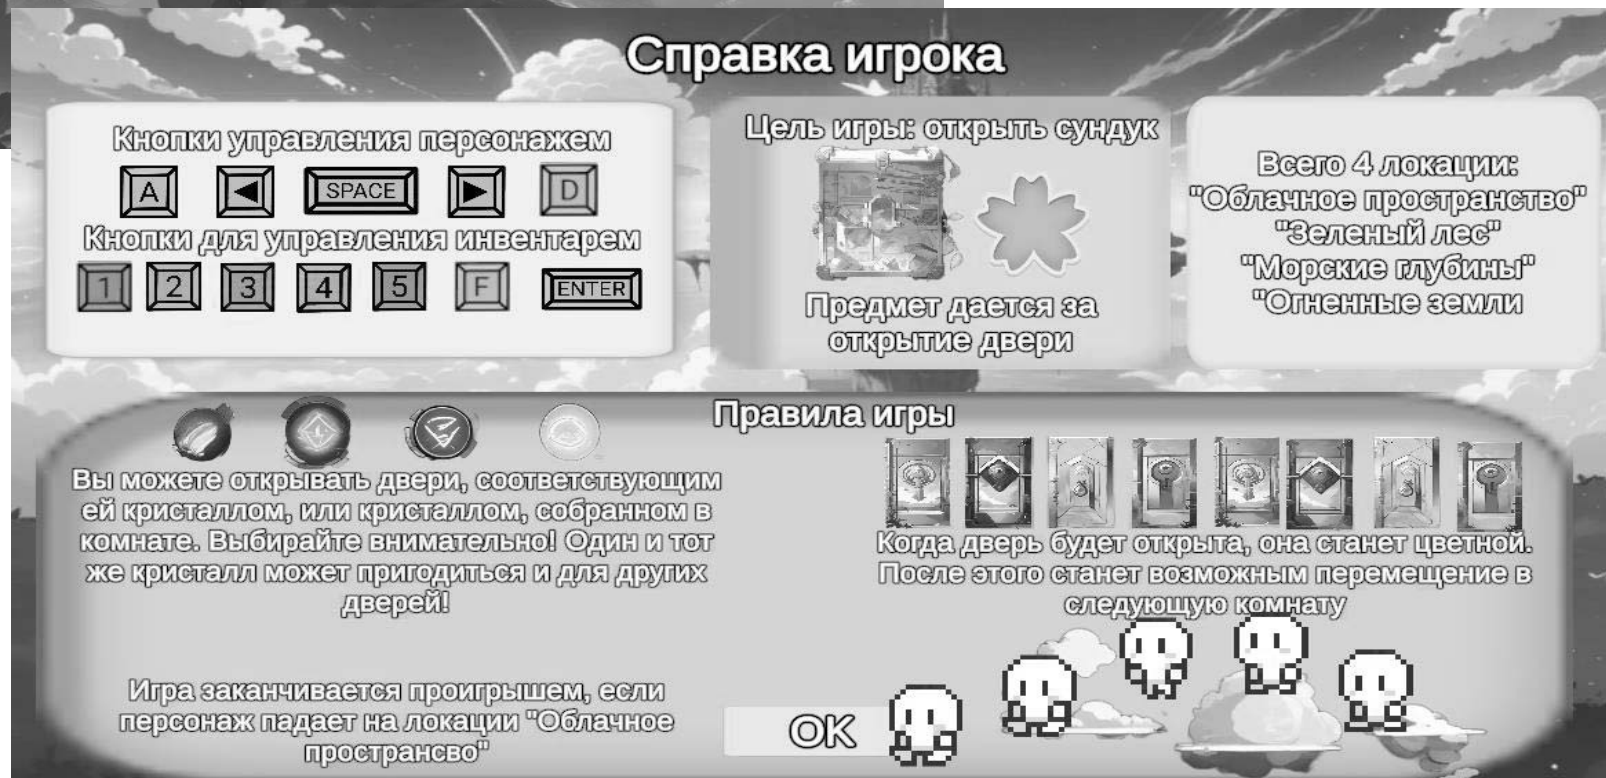 Справка игрока
Кнопки управления персонажем
A ◀ SPACE ▶ D
Кнопки для управления инвентарем
1 2 3 4 5 F ENTER
Цель игры: открыть сундук
Предмет дается за
открытие двери
Всего 4 локации:
"Облачное пространство"
"Зеленый лес"
"Морские глубины"
"Огненные земли
Правила игры
Вы можете открывать двери, соответствующим
ей кристаллом, или кристаллом, собранном в
комнате. Выбирайте внимательно! Один и тот
же кристалл может пригодиться и для других
дверей!
Когда дверь будет открыта, она станет цветной.
После этого станет возможным перемещение в
следующую комнату
Игра заканчивается проигрышем, если
персонаж падает на локации "Облачное
пространсво"
OK